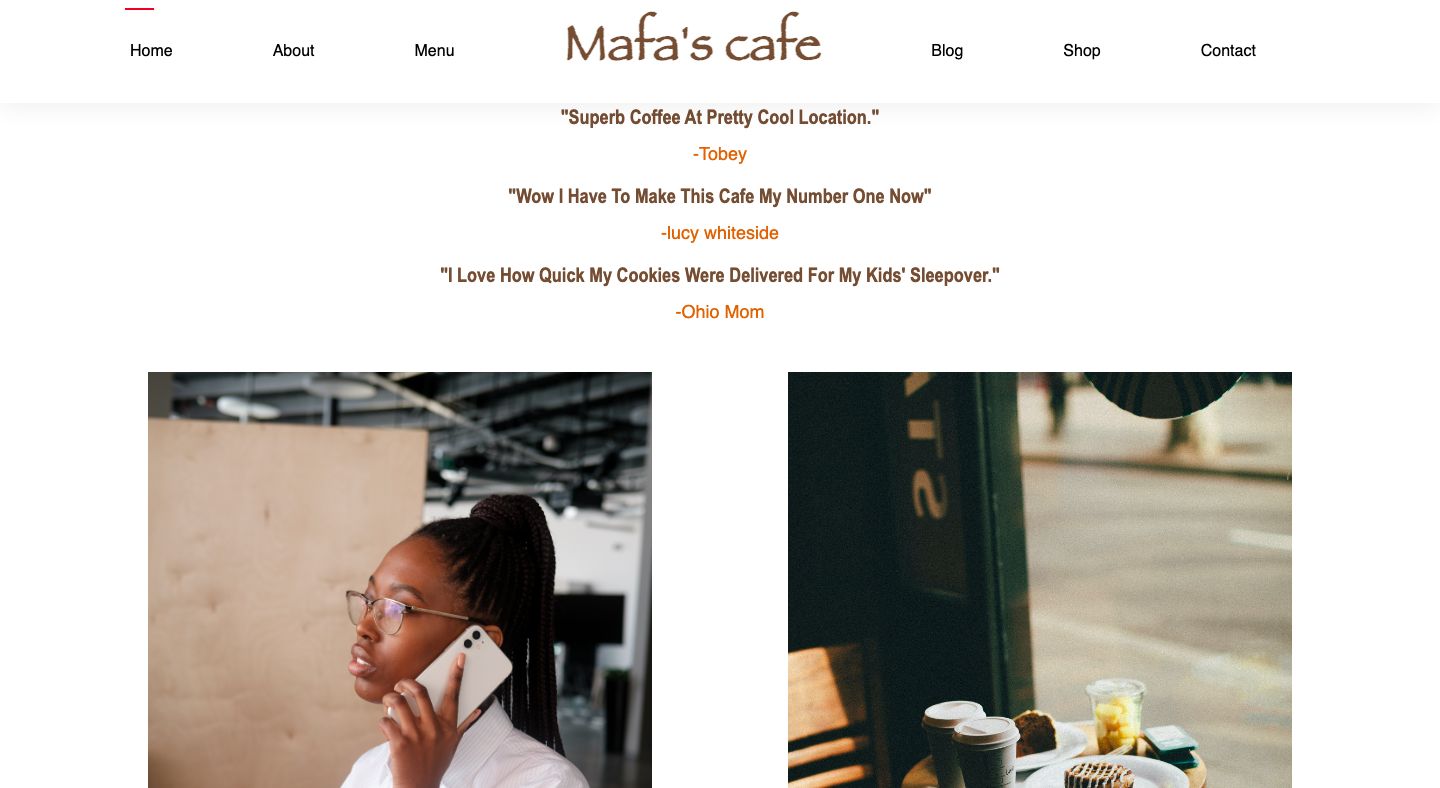 Home About Menu Mafa's cafe Blog Shop Contact
"Superb Coffee At Pretty Cool Location."
-Tobey
"Wow I Have To Make This Cafe My Number One Now"
-lucy whiteside
"I Love How Quick My Cookies Were Delivered For My Kids' Sleepover."
-Ohio Mom